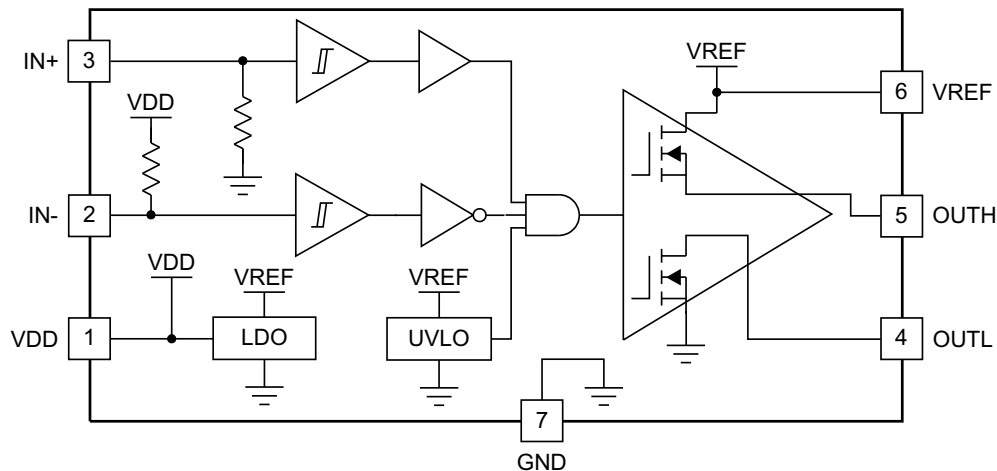 IN+
3
VREF
6
VREF
VDD
IN-
2
5
OUTH
VDD
VREF
VREF
VDD
1
LDO
UVLO
4
OUTL
7
GND